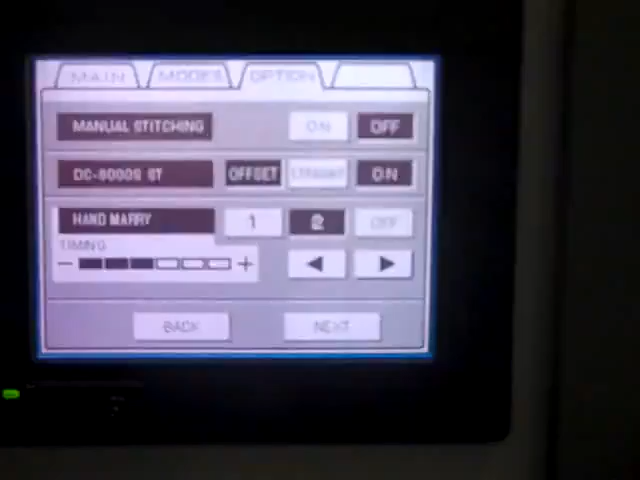 MAIN MODES OPTION
MANUAL STITCHING ON OFF
DC-8000S ST OFFSET STRAIGHT ON
HAND MARRY 1 2 OFF
TIMING
− +
BACK NEXT